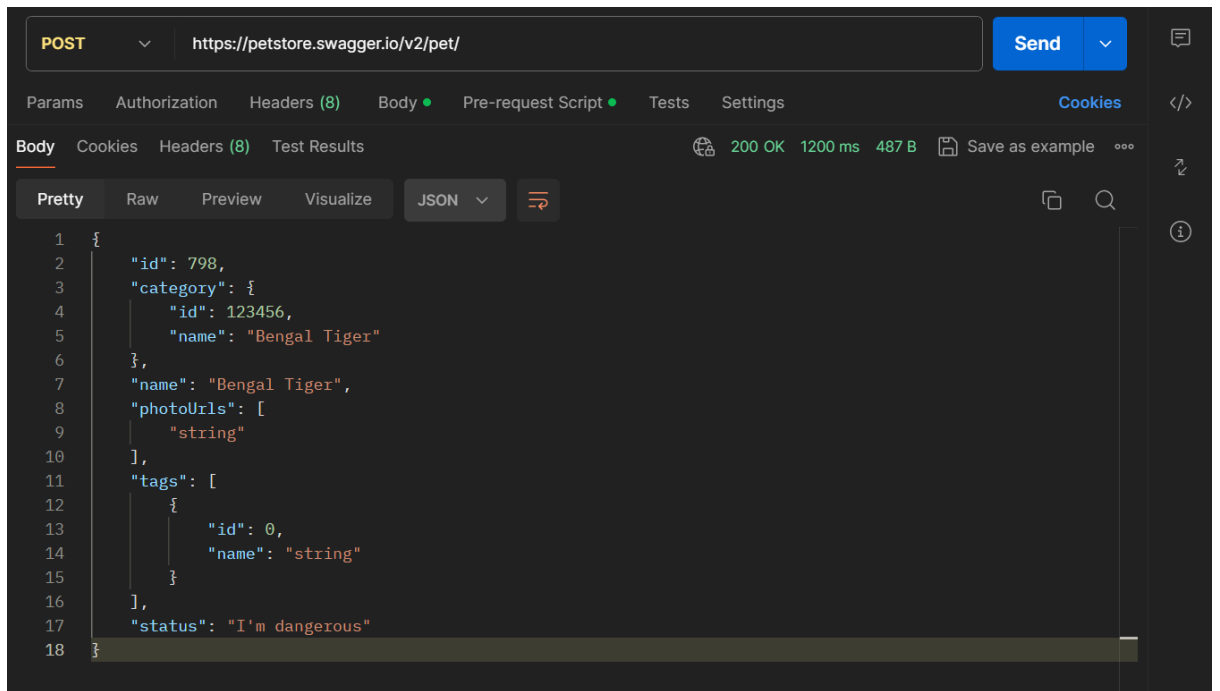 POST https://petstore.swagger.io/v2/pet/ Send
Params Authorization Headers (8) Body Pre-request Script Tests Settings Cookies </>
Body Cookies Headers (8) Test Results 200 OK 1200 ms 487 B Save as example
Pretty Raw Preview Visualize JSON
1 {
2 "id": 798,
3 "category": {
4 "id": 123456,
5 "name": "Bengal Tiger"
6 },
7 "name": "Bengal Tiger",
8 "photoUrls": [
9 "string"
10 ],
11 "tags": [
12 {
13 "id": 0,
14 "name": "string"
15 }
16 ],
17 "status": "I'm dangerous"
18 }